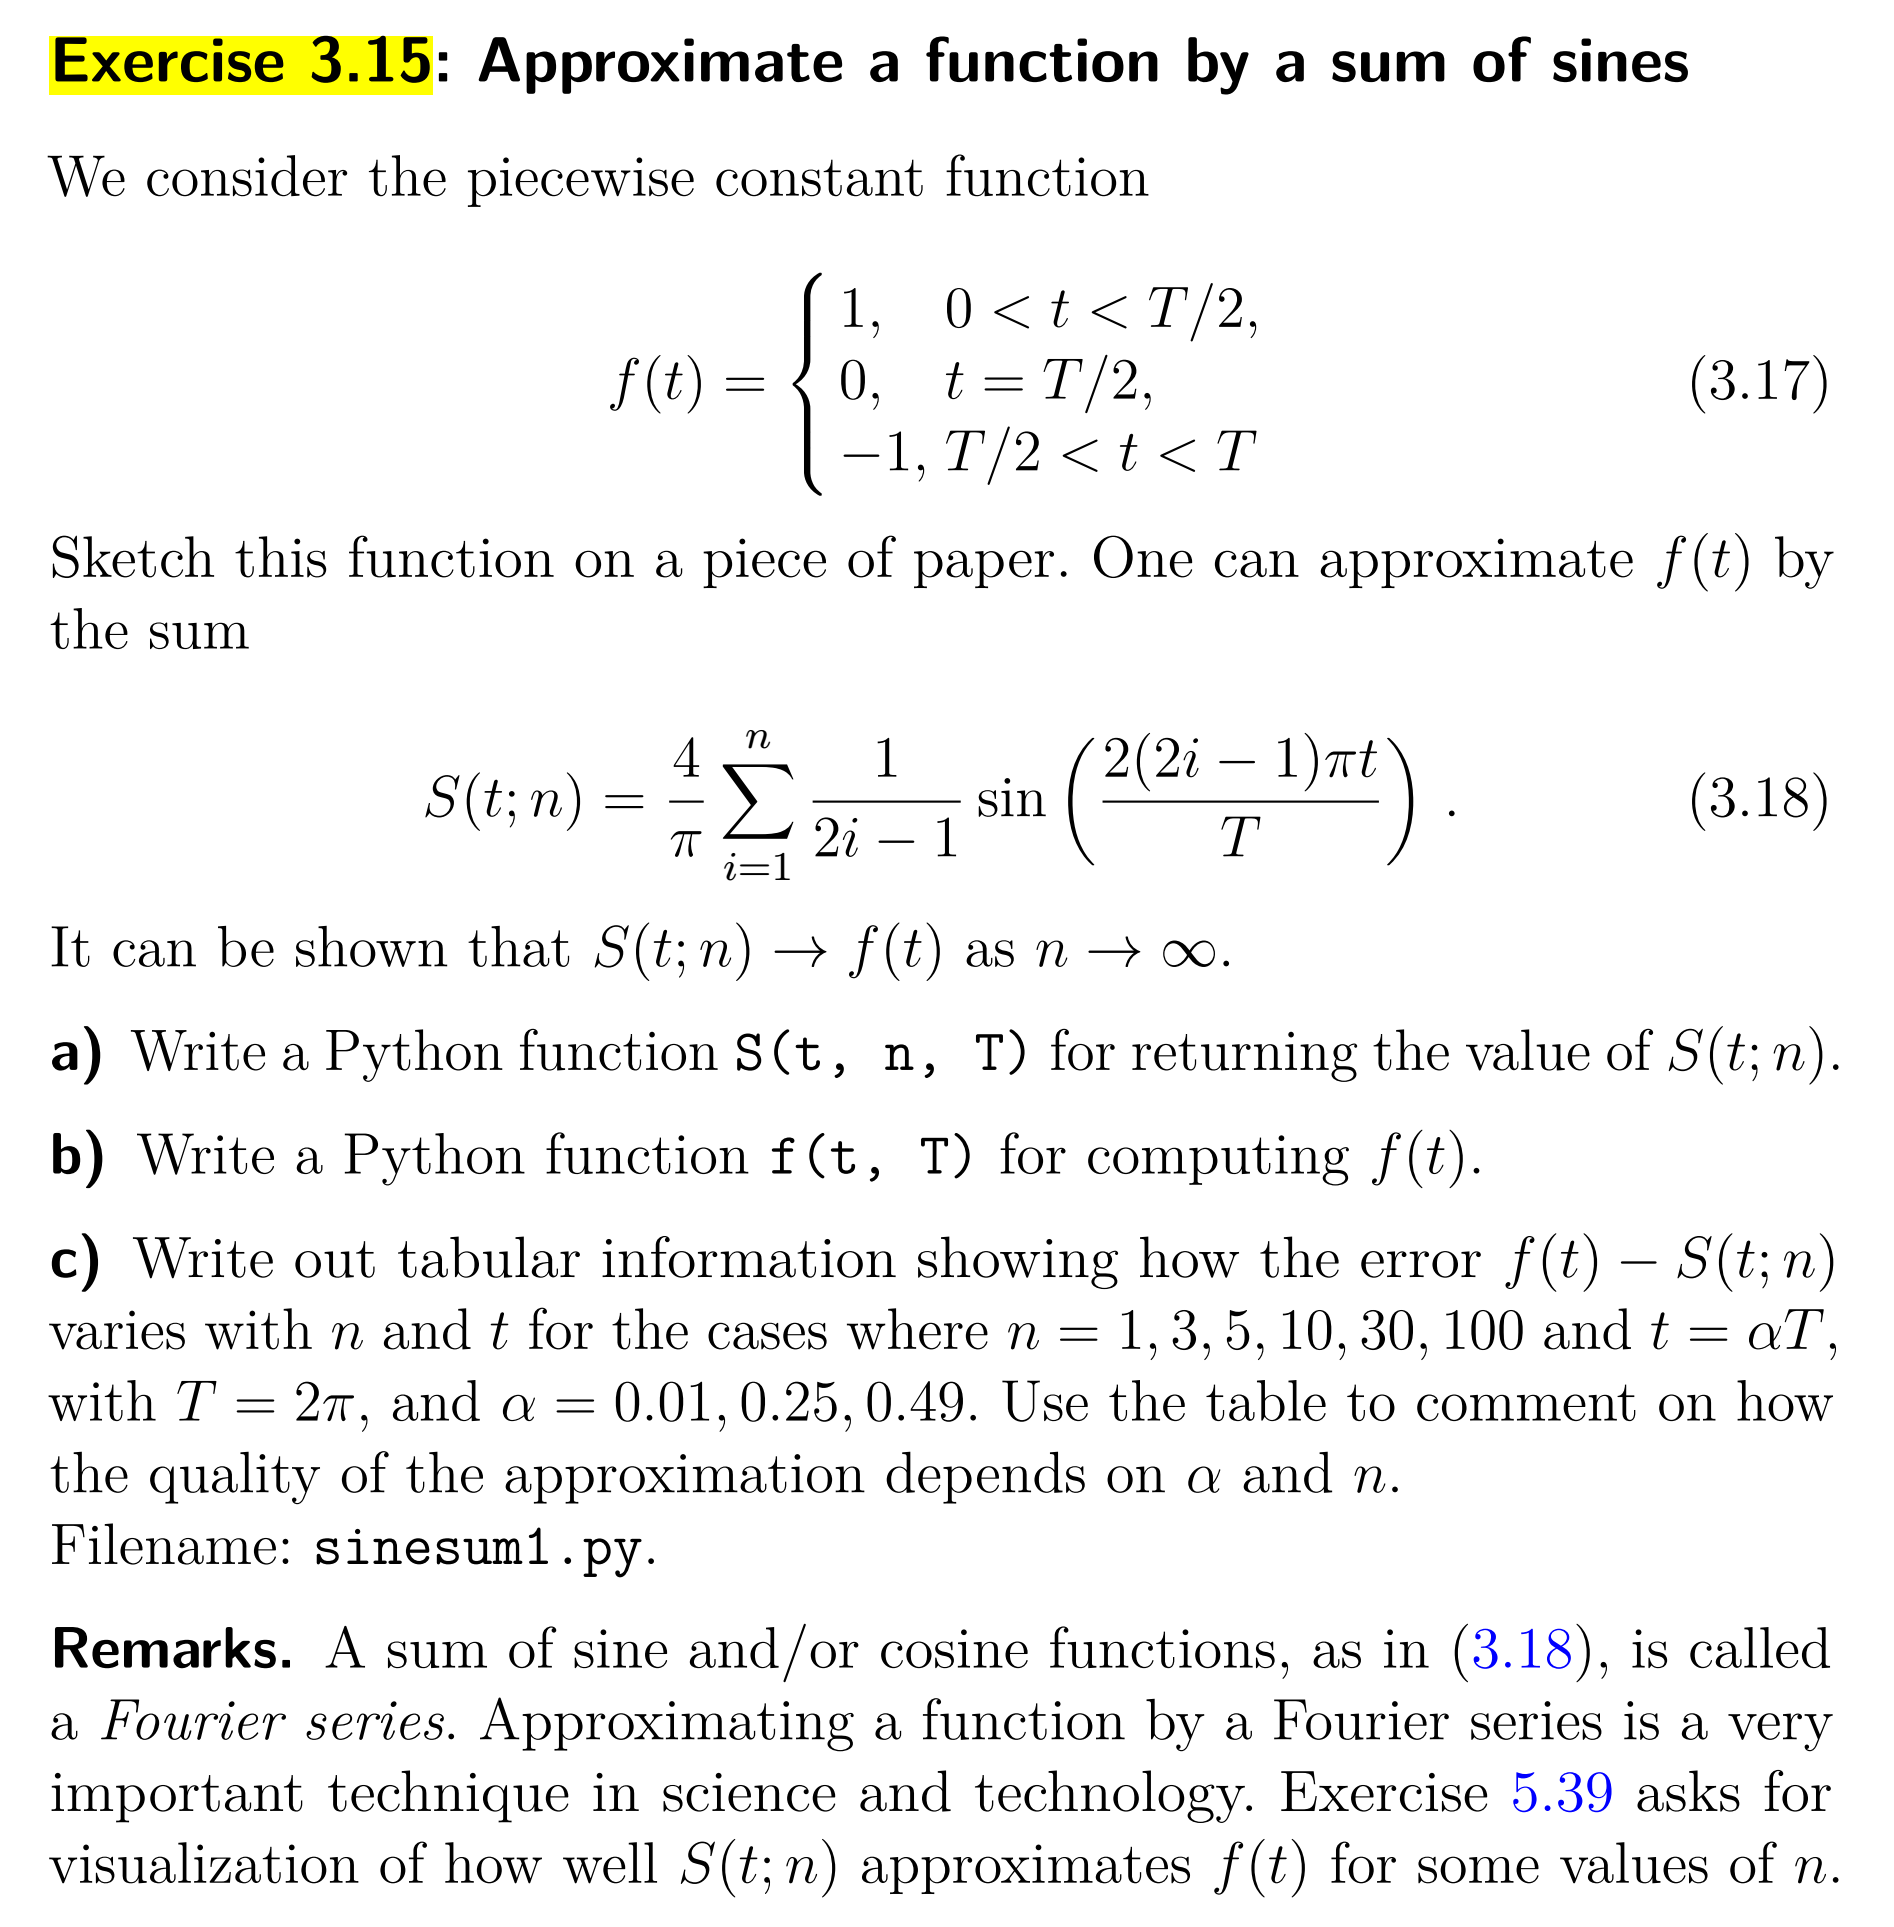 Exercise 3.15: Approximate a function by a sum of sines
We consider the piecewise constant function
f(t) = { 1, 0 < t < T/2,
0, t = T/2,
−1, T/2 < t < T
(3.17)
Sketch this function on a piece of paper. One can approximate f(t) by
the sum
S(t; n) = 4/π ∑_{i=1}^{n} 1/(2i − 1) sin (2(2i − 1)πt/T) . (3.18)
It can be shown that S(t; n) → f(t) as n → ∞.
a) Write a Python function S(t, n, T) for returning the value of S(t; n).
b) Write a Python function f(t, T) for computing f(t).
c) Write out tabular information showing how the error f(t) − S(t; n)
varies with n and t for the cases where n = 1, 3, 5, 10, 30, 100 and t = αT,
with T = 2π, and α = 0.01, 0.25, 0.49. Use the table to comment on how
the quality of the approximation depends on α and n.
Filename: sinesum1.py.
Remarks. A sum of sine and/or cosine functions, as in (3.18), is called
a Fourier series. Approximating a function by a Fourier series is a very
important technique in science and technology. Exercise 5.39 asks for
visualization of how well S(t; n) approximates f(t) for some values of n.